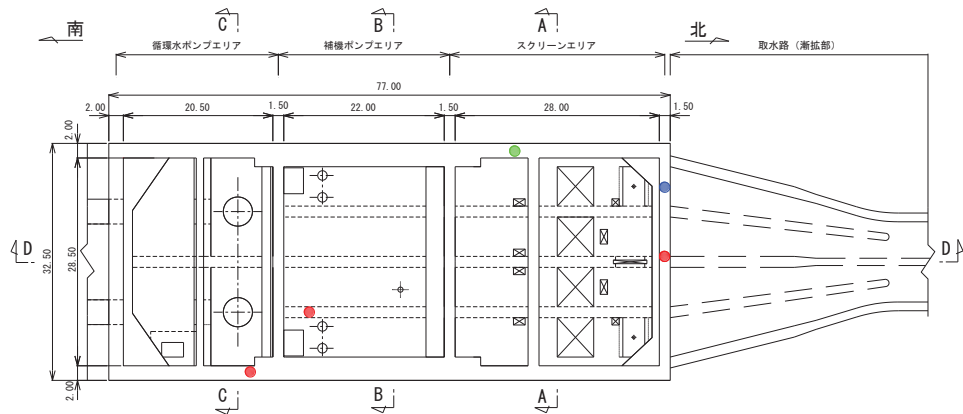 南
C
B
A
北
循環水ポンプエリア
補機ポンプエリア
スクリーンエリア
取水路（漸拡部）
77.00
2.00
20.50
1.50
22.00
1.50
28.00
1.50
2.00
32.50
28.50
2.00
D
D
C
B
A